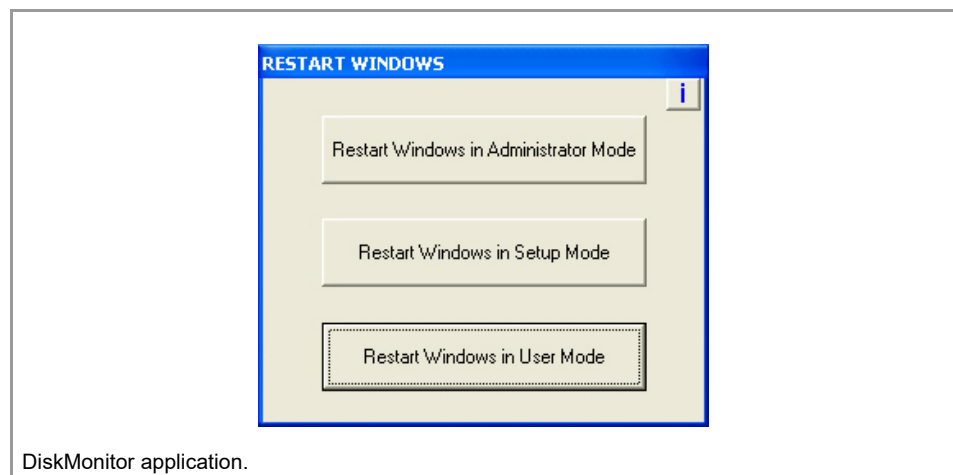 RESTART WINDOWS
i
Restart Windows in Administrator Mode
Restart Windows in Setup Mode
Restart Windows in User Mode
DiskMonitor application.